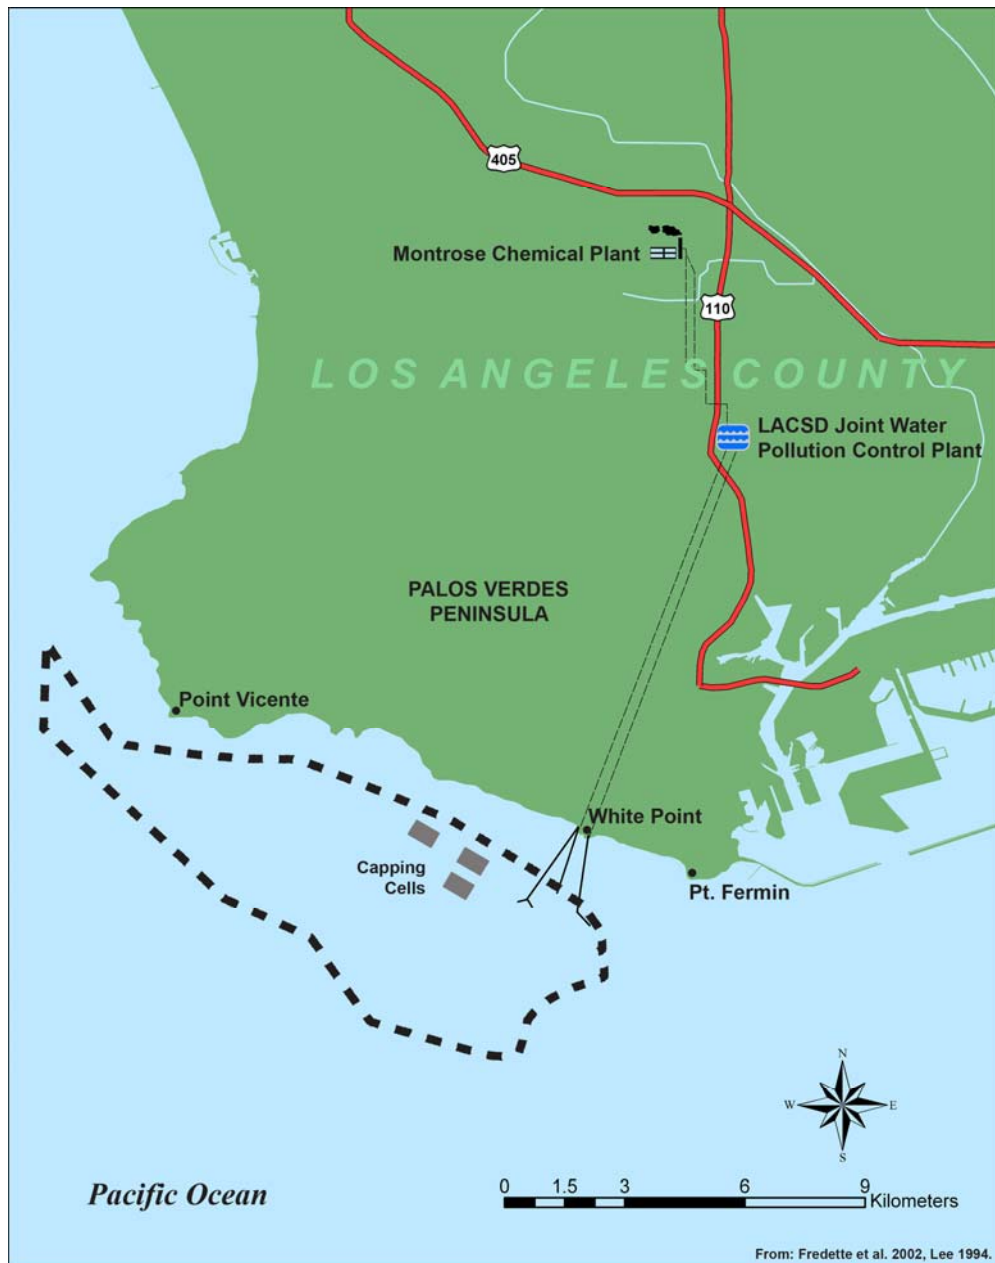 405
Montrose Chemical Plant
110
LOS ANGELES COUNTY
LACSD Joint Water
Pollution Control Plant
PALOS VERDES
PENINSULA
Point Vicente
White Point
Capping
Cells
Pt. Fermin
N
W
E
S
Pacific Ocean
0 1.5 3 6 9
Kilometers
From: Fredette et al. 2002, Lee 1994.